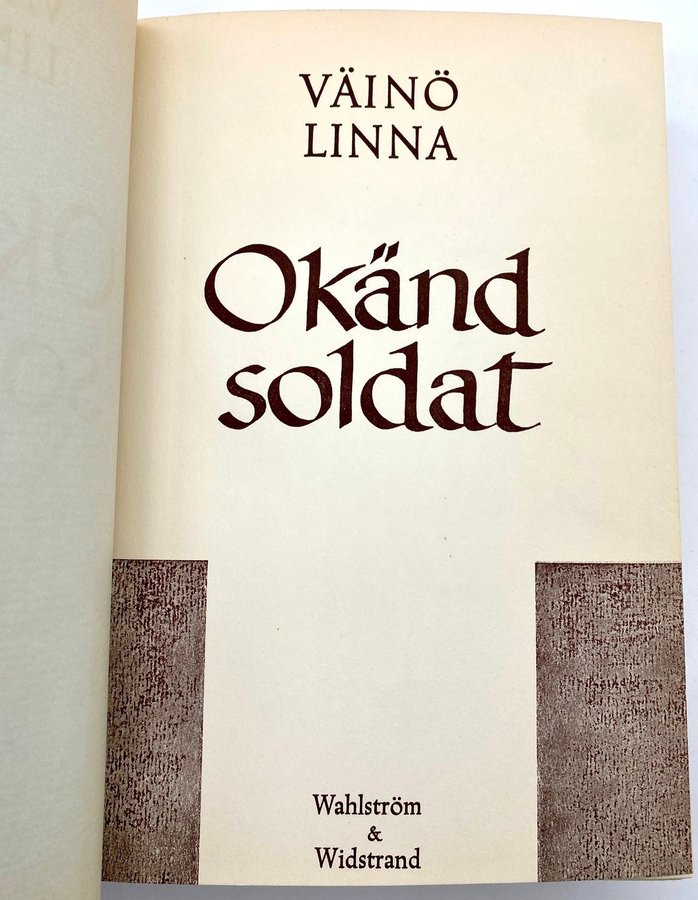 VÄINÖ
LINNA
Okänd
soldat
Wahlström
&
Widstrand